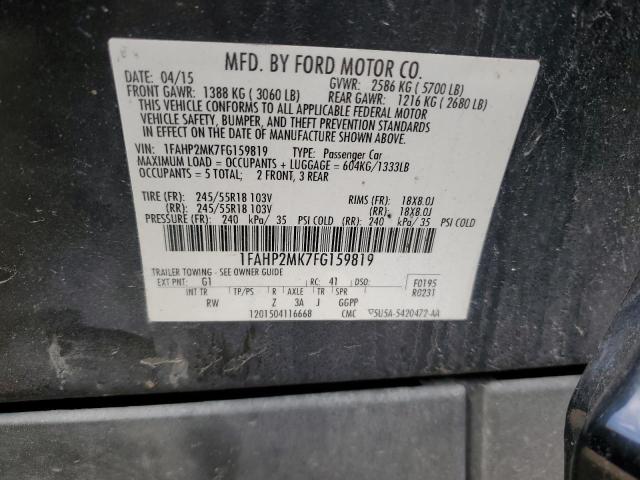 MFD. BY FORD MOTOR CO.
DATE: 04/15 GVWR: 2586 KG ( 5700 LB)
FRONT GAWR: 1388 KG ( 3060 LB) REAR GAWR: 1216 KG ( 2680 LB)
THIS VEHICLE CONFORMS TO ALL APPLICABLE FEDERAL MOTOR
VEHICLE SAFETY, BUMPER, AND THEFT PREVENTION STANDARDS
IN EFFECT ON THE DATE OF MANUFACTURE SHOWN ABOVE.
VIN: 1FAHP2MK7FG159819 TYPE: Passenger Car
MAXIMUM LOAD = OCCUPANTS + LUGGAGE = 604KG/1333LB
OCCUPANTS = 5 TOTAL; 2 FRONT, 3 REAR
TIRE (FR): 245/55R18 103V RIMS (FR): 18X8.0J
(RR): 245/55R18 103V (RR): 18X8.0J
PRESSURE (FR): 240 kPa/ 35 PSI COLD (RR): 240 kPa/ 35 PSI COLD
1FAHP2MK7FG159819
TRAILER TOWING - SEE OWNER GUIDE
EXT PNT: G1 RC: 41 DSO: F0195
INT TR TP/PS R AXLE TR SPR R0231
RW Z 3A J GGPP
1201504116668 CMC 5U5A-5420472-AA